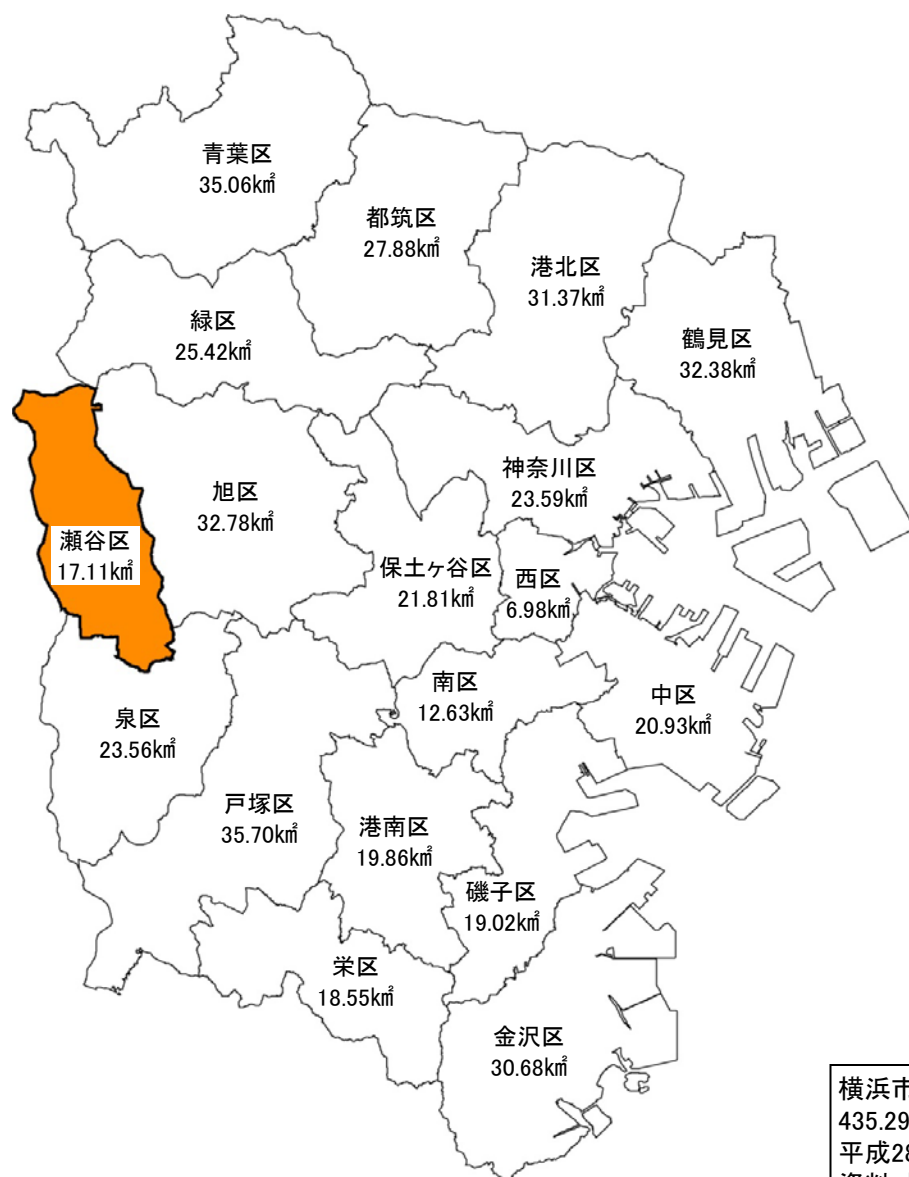 青葉区
35.06k㎡
都筑区
27.88k㎡
港北区
31.37k㎡
緑区
25.42k㎡
鶴見区
32.38k㎡
神奈川区
23.59k㎡
旭区
32.78k㎡
瀬谷区
17.11k㎡
保土ヶ谷区
21.81k㎡
西区
6.98k㎡
南区
12.63k㎡
中区
20.93k㎡
泉区
23.56k㎡
戸塚区
35.70k㎡
港南区
19.86k㎡
磯子区
19.02k㎡
栄区
18.55k㎡
金沢区
30.68k㎡
横浜市
435.29
平成28